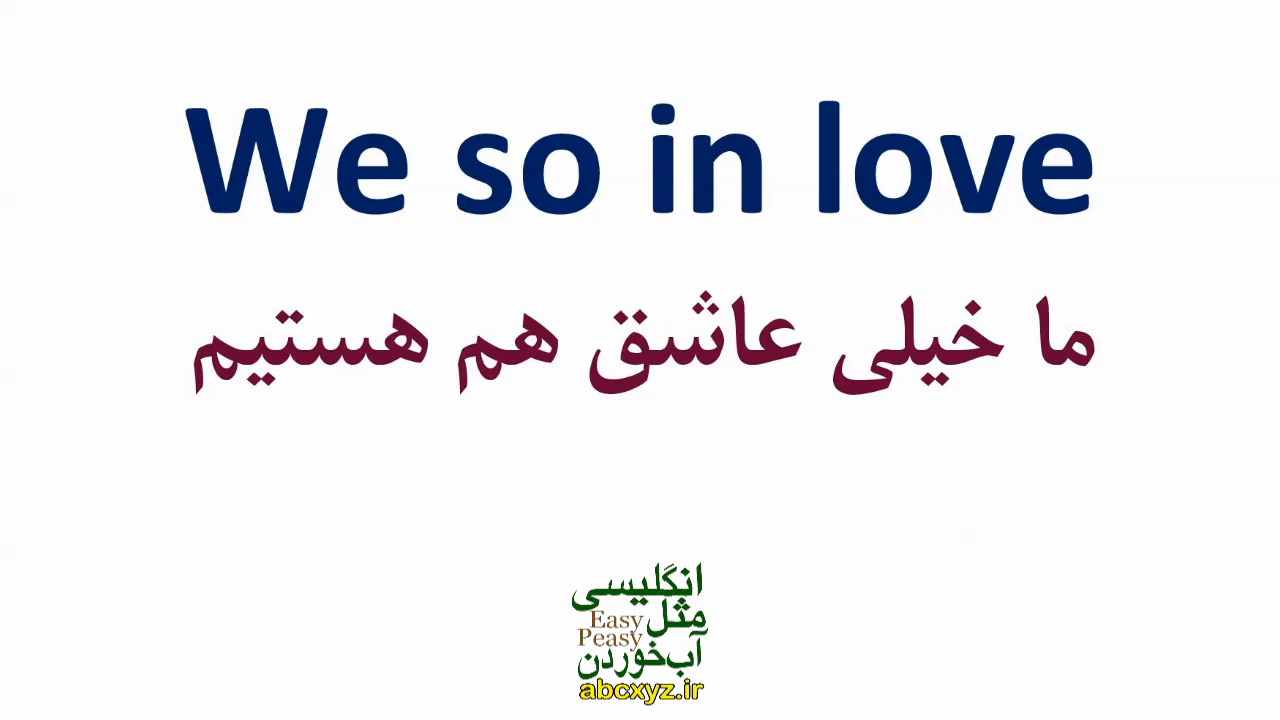 We so in love
ما خیلی عاشق هم هستیم
انگلیسی
مثل
Easy
Peasy
آب‌خوردن
abcxyz.ir